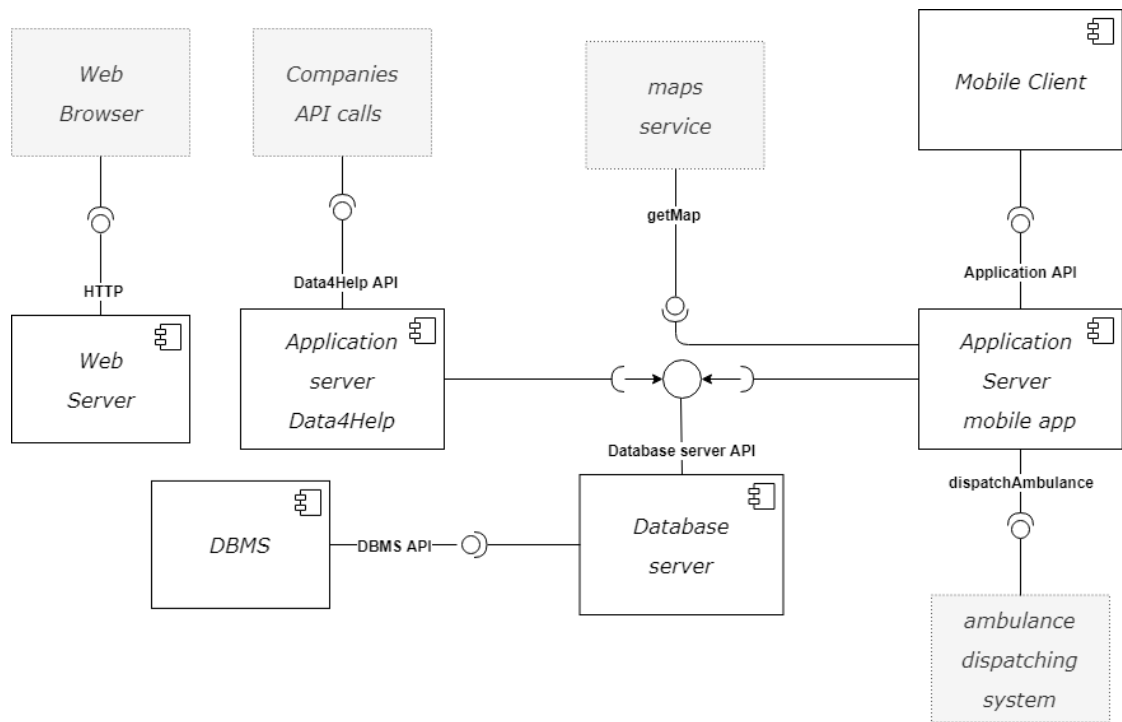 Web
Browser
Companies
API calls
maps
service
Mobile Client
getMap
HTTP
Data4Help API
Application API
Web
Server
Application
server
Data4Help
Application
Server
mobile app
Database server API
dispatchAmbulance
DBMS
DBMS API
Database
server
ambulance
dispatching
system